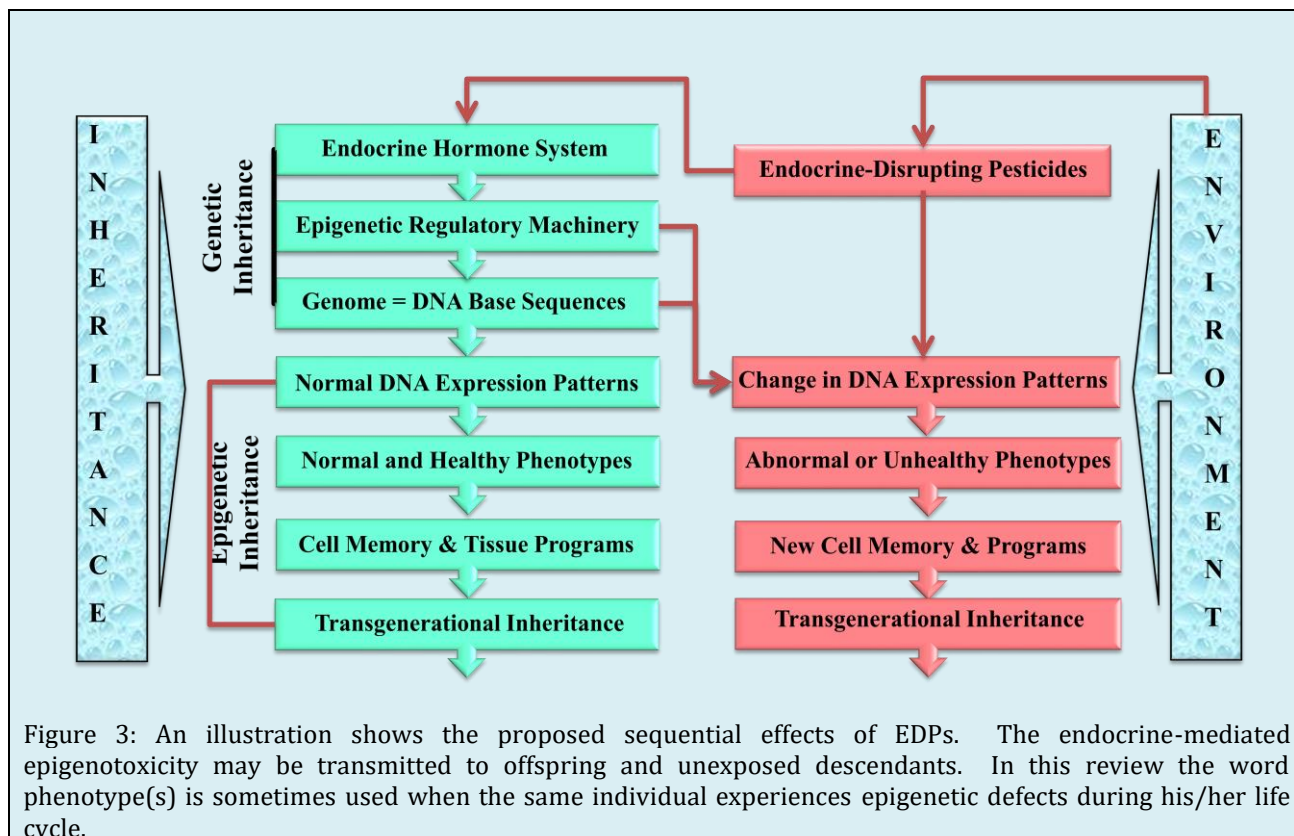 INHERITANCE
Genetic
Inheritance
Epigenetic
Inheritance
Endocrine Hormone System
Epigenetic Regulatory Machinery
Genome = DNA Base Sequences
Normal DNA Expression Patterns
Normal and Healthy Phenotypes
Cell Memory & Tissue Programs
Transgenerational Inheritance
Endocrine-Disrupting Pesticides
Change in DNA Expression Patterns
Abnormal or Unhealthy Phenotypes
New Cell Memory & Programs
Transgenerational Inheritance
ENVIRONMENT
Figure 3: An illustration shows the proposed sequential effects of EDPs. The endocrine-mediated
epigenotoxicity may be transmitted to offspring and unexposed descendants. In this review the word
phenotype(s) is sometimes used when the same individual experiences epigenetic defects during his/her life
cycle.